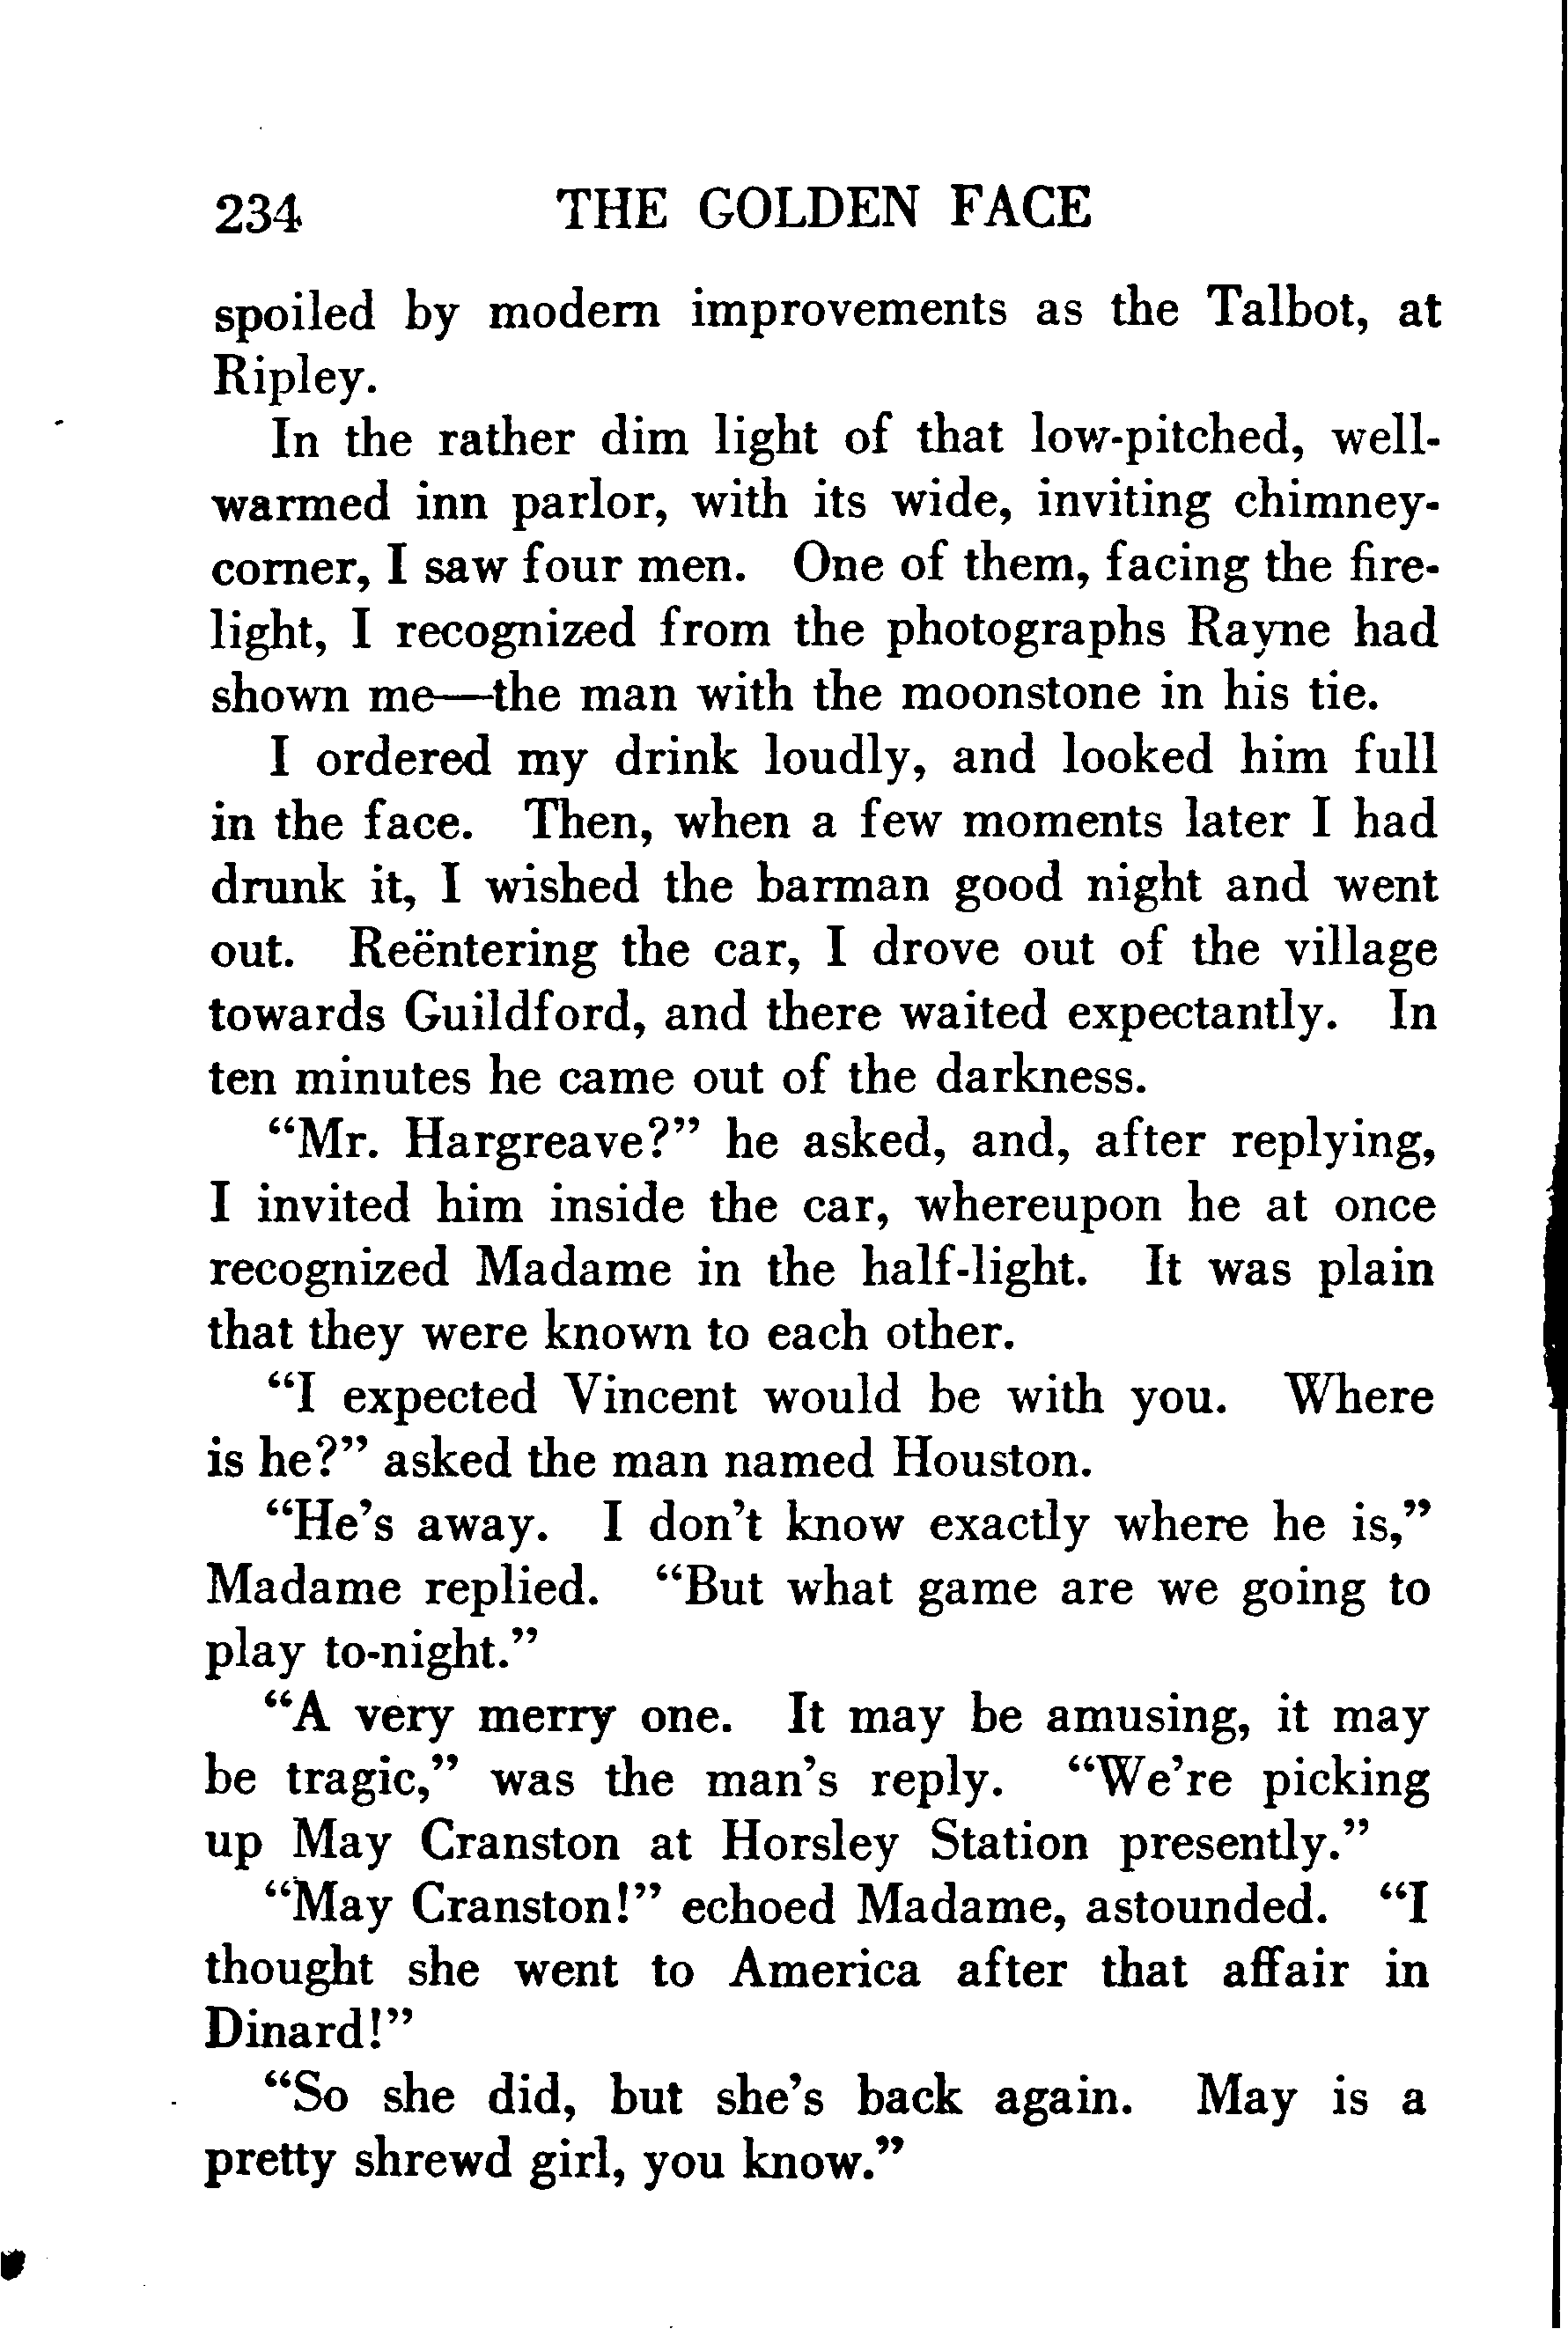 234 THE GOLDEN FACE
spoiled by modern improvements as the Talbot, at
Ripley.
In the rather dim light of that low-pitched, well-
warmed inn parlor, with its wide, inviting chimney-
corner, I saw four men. One of them, facing the fire-
light, I recognized from the photographs Rayne had
shown me—the man with the moonstone in his tie.
I ordered my drink loudly, and looked him full
in the face. Then, when a few moments later I had
drunk it, I wished the barman good night and went
out. Reëntering the car, I drove out of the village
towards Guildford, and there waited expectantly. In
ten minutes he came out of the darkness.
“Mr. Hargreave?” he asked, and, after replying,
I invited him inside the car, whereupon he at once
recognized Madame in the half-light. It was plain
that they were known to each other.
“I expected Vincent would be with you. Where
is he?” asked the man named Houston.
“He’s away. I don’t know exactly where he is,”
Madame replied. “But what game are we going to
play to-night.”
“A very merry one. It may be amusing, it may
be tragic,” was the man’s reply. “We’re picking
up May Cranston at Horsley Station presently.”
“May Cranston!” echoed Madame, astounded. “I
thought she went to America after that affair in
Dinard!”
“So she did, but she’s back again. May is a
pretty shrewd girl, you know.”